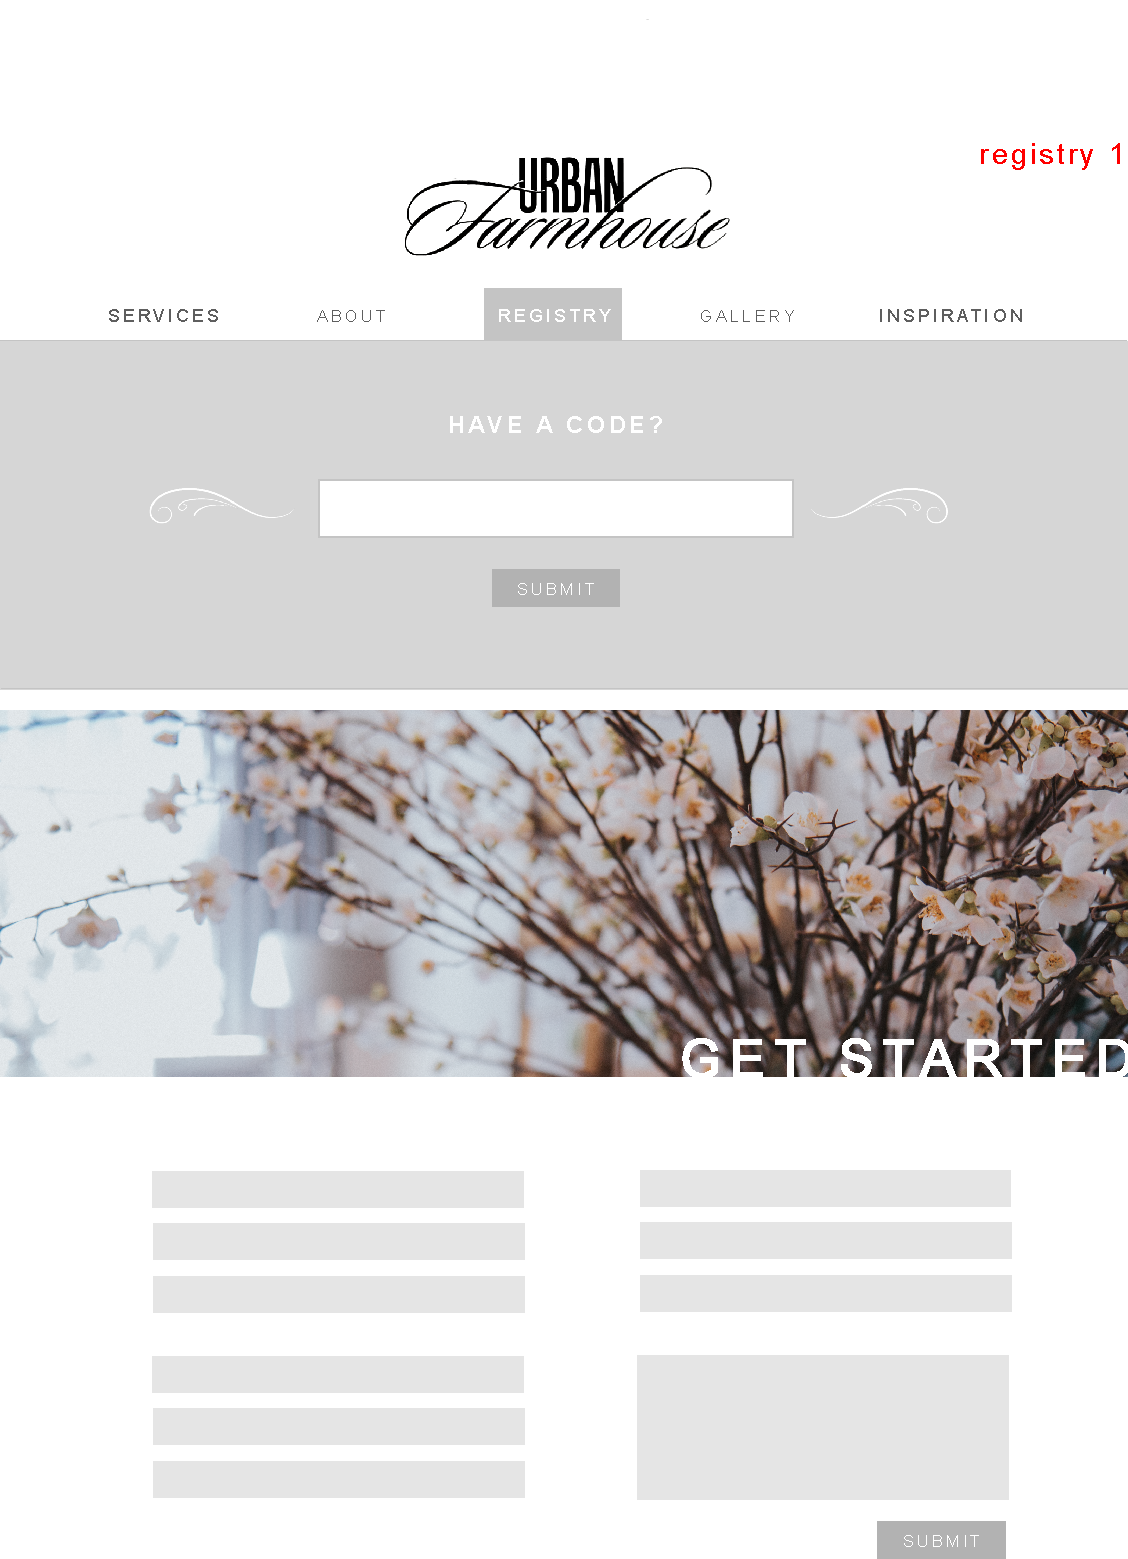 registry 1
URBAN
Farmhouse
SERVICES ABOUT REGISTRY GALLERY INSPIRATION
HAVE A CODE?
SUBMIT
GET STARTED
SUBMIT